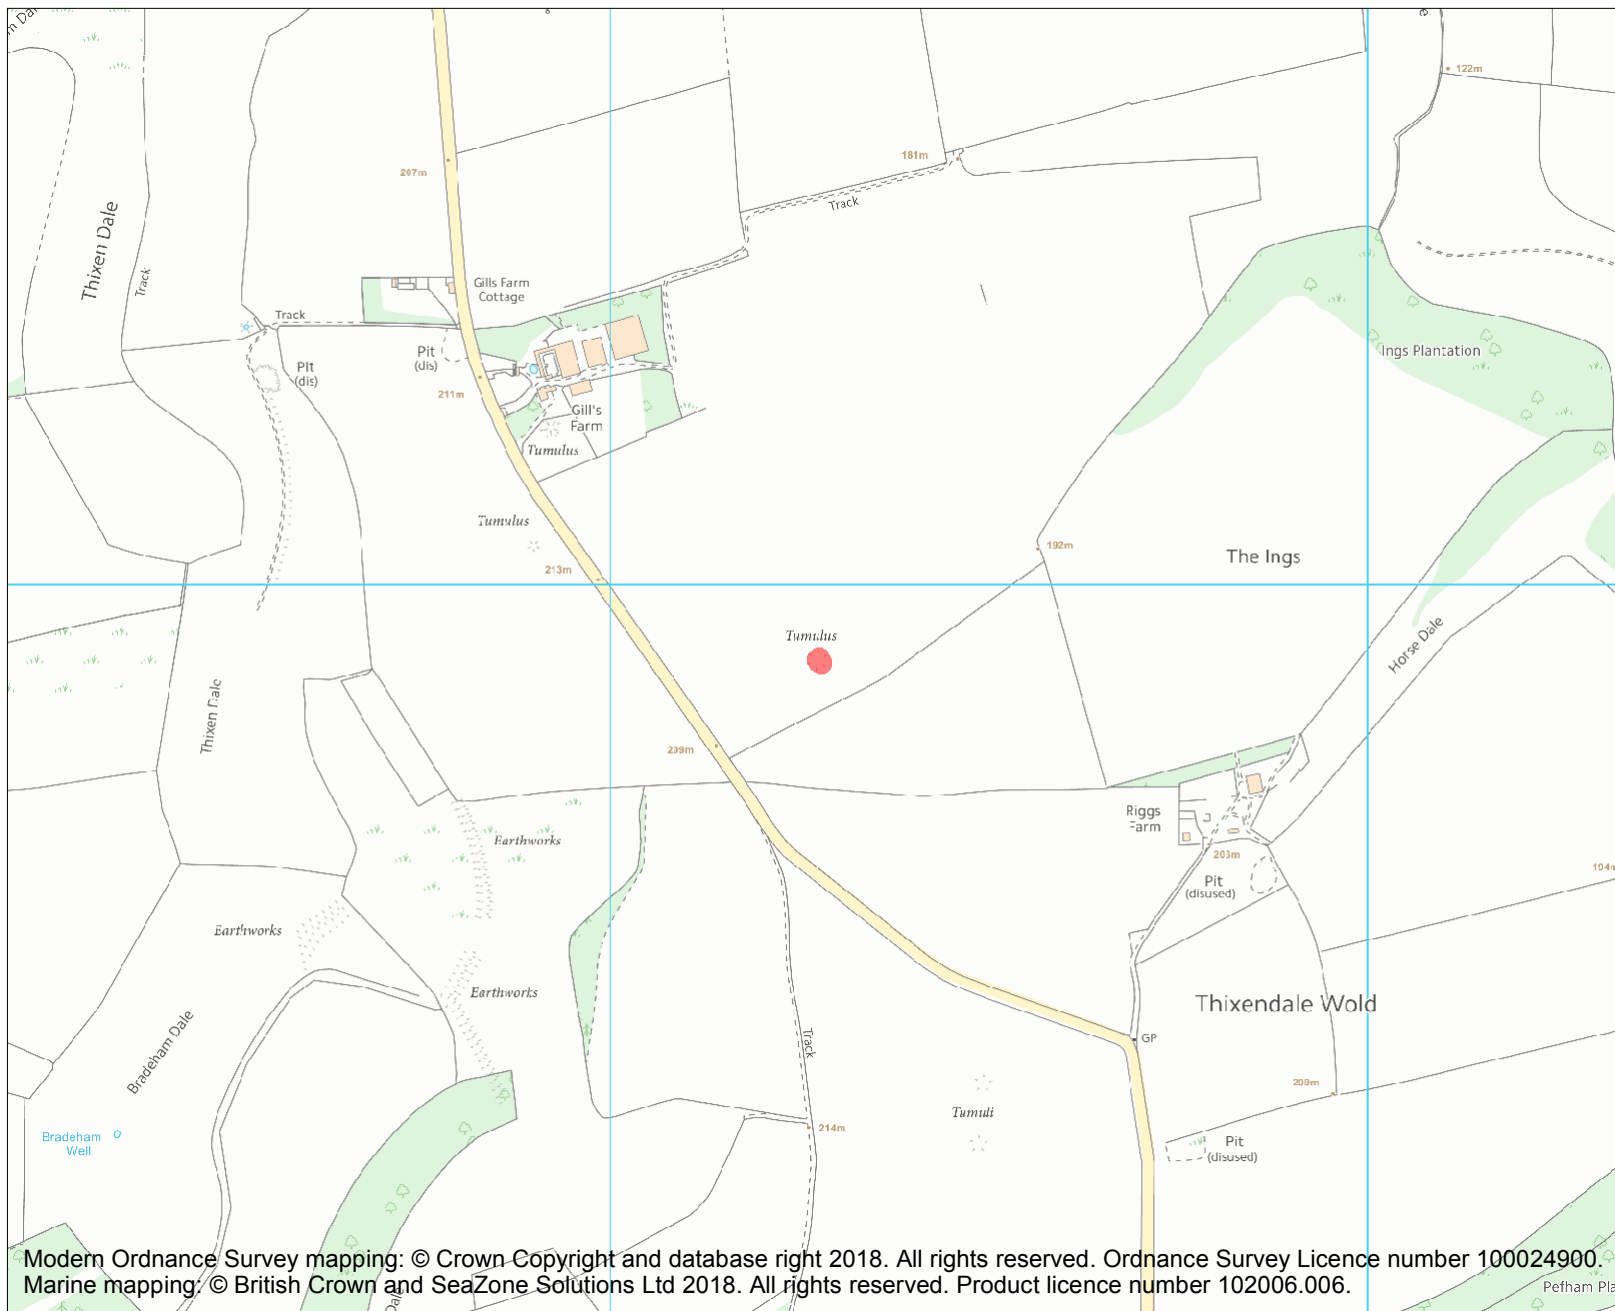 122m
181m
207m
Track
Thixen Dale
Track
Gills Farm
Cottage
Track
Pit
(dis)
Pit
(dis)
Ings Plantation
211m
Gill's
Farm
Tumulus
Tumulus
192m
The Ings
213m
Tumulus
Horse Dale
Thixen Dale
209m
Riggs
Farm
Earthworks
203m
Pit
(disused)
Earthworks
Earthworks
Thixendale Wold
Bradeham Dale
Track
GP
209m
Tumuli
214m
Bradeham
Well
Pit
(disused)
Modern Ordnance Survey mapping: © Crown Copyright and database right 2018. All rights reserved. Ordnance Survey Licence number 100024900.
Marine mapping: © British Crown and SeaZone Solutions Ltd 2018. All rights reserved. Product licence number 102006.006.
Dale